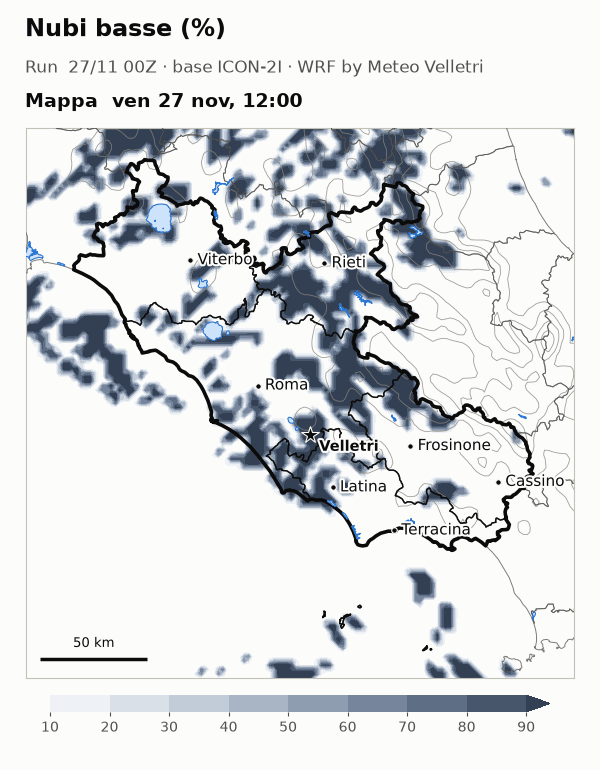 Nubi basse (%)
Run 27/11 00Z · base ICON-2I · WRF by Meteo Velletri
Mappa ven 27 nov, 12:00
Viterbo
Rieti
Roma
Velletri
Frosinone
Latina
Cassino
Terracina
50 km
10 20 30 40 50 60 70 80 90